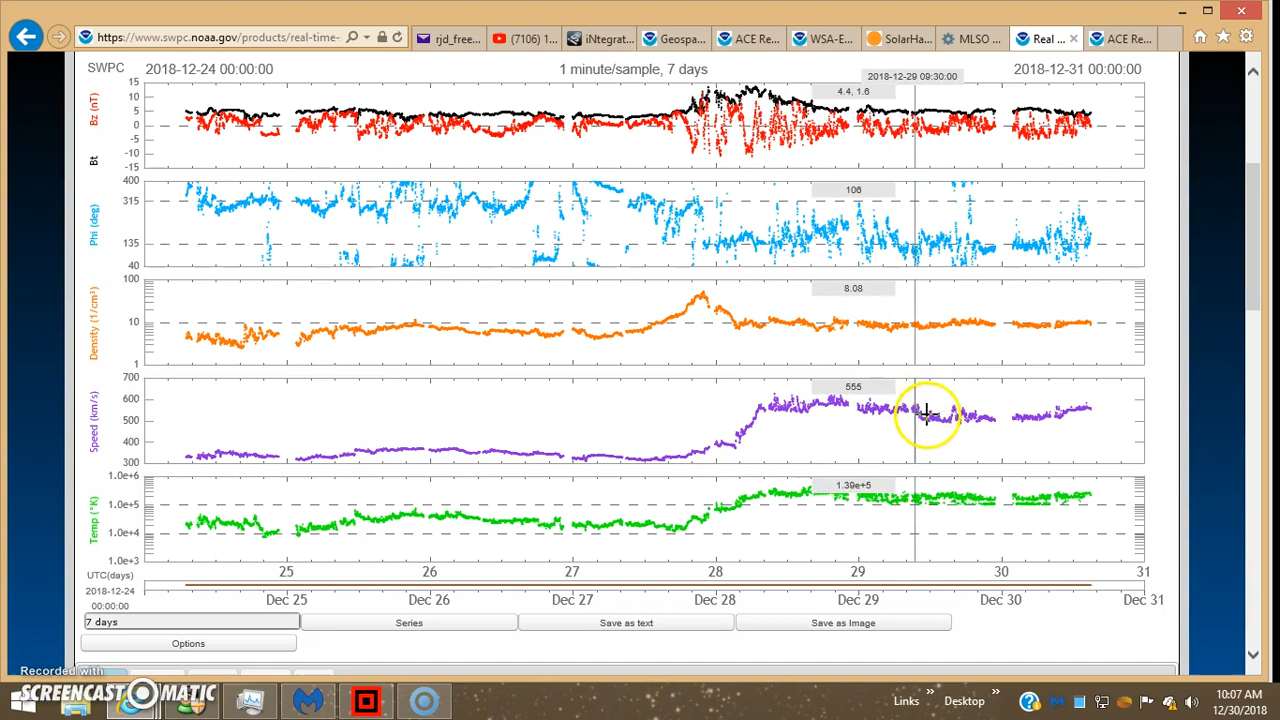 https://www.swpc.noaa.gov/products/real-time-
rjd_free...
(7106) 1...
iNtegrat...
Geospa...
ACE Re...
WSA-E...
SolarHa...
MLSO ...
Real ...
ACE Re...
SWPC
2018-12-24 00:00:00
1 minute/sample, 7 days
2018-12-29 09:30:00
2018-12-31 00:00:00
4.4, 1.6
Bz (nT)
Bt
15
10
5
0
-5
-10
-15
106
Phi (deg)
400
315
135
40
8.08
Density (1/cm³)
100
10
1
555
Speed (km/s)
700
600
500
400
300
1.39e+5
Temp (°K)
1.0e+6
1.0e+5
1.0e+4
1.0e+3
UTC(days)
25
26
27
28
29
30
31
2018-12-24
00:00:00
Dec 25
Dec 26
Dec 27
Dec 28
Dec 29
Dec 30
Dec 31
7 days
Series
Save as text
Save as Image
Options
Recorded with
SCREENCAST-O-MATIC
Links
Desktop
10:07 AM
12/30/2018